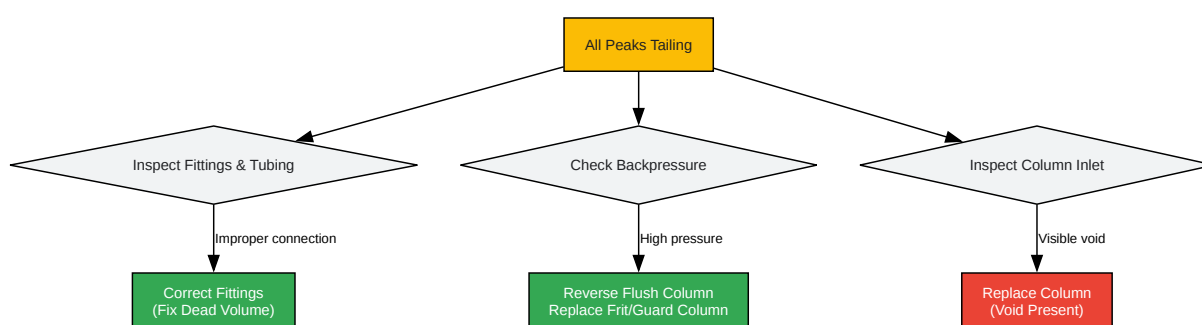 All Peaks Tailing
Inspect Fittings & Tubing
Check Backpressure
Inspect Column Inlet
Improper connection
High pressure
Visible void
Correct Fittings
(Fix Dead Volume)
Reverse Flush Column
Replace Frit/Guard Column
Replace Column
(Void Present)